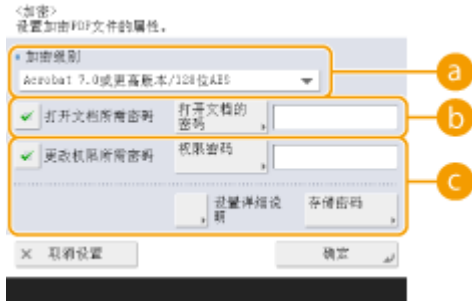 <加密>
设置加密PDF文件的属性。
加密级别
Acrobat 7.0或更高版本/128位AES
a
打开文档所需密码
打开文档的密码
b
更改权限所需密码
权限密码
c
设置详细说明
存储密码
× 取消设置
确定